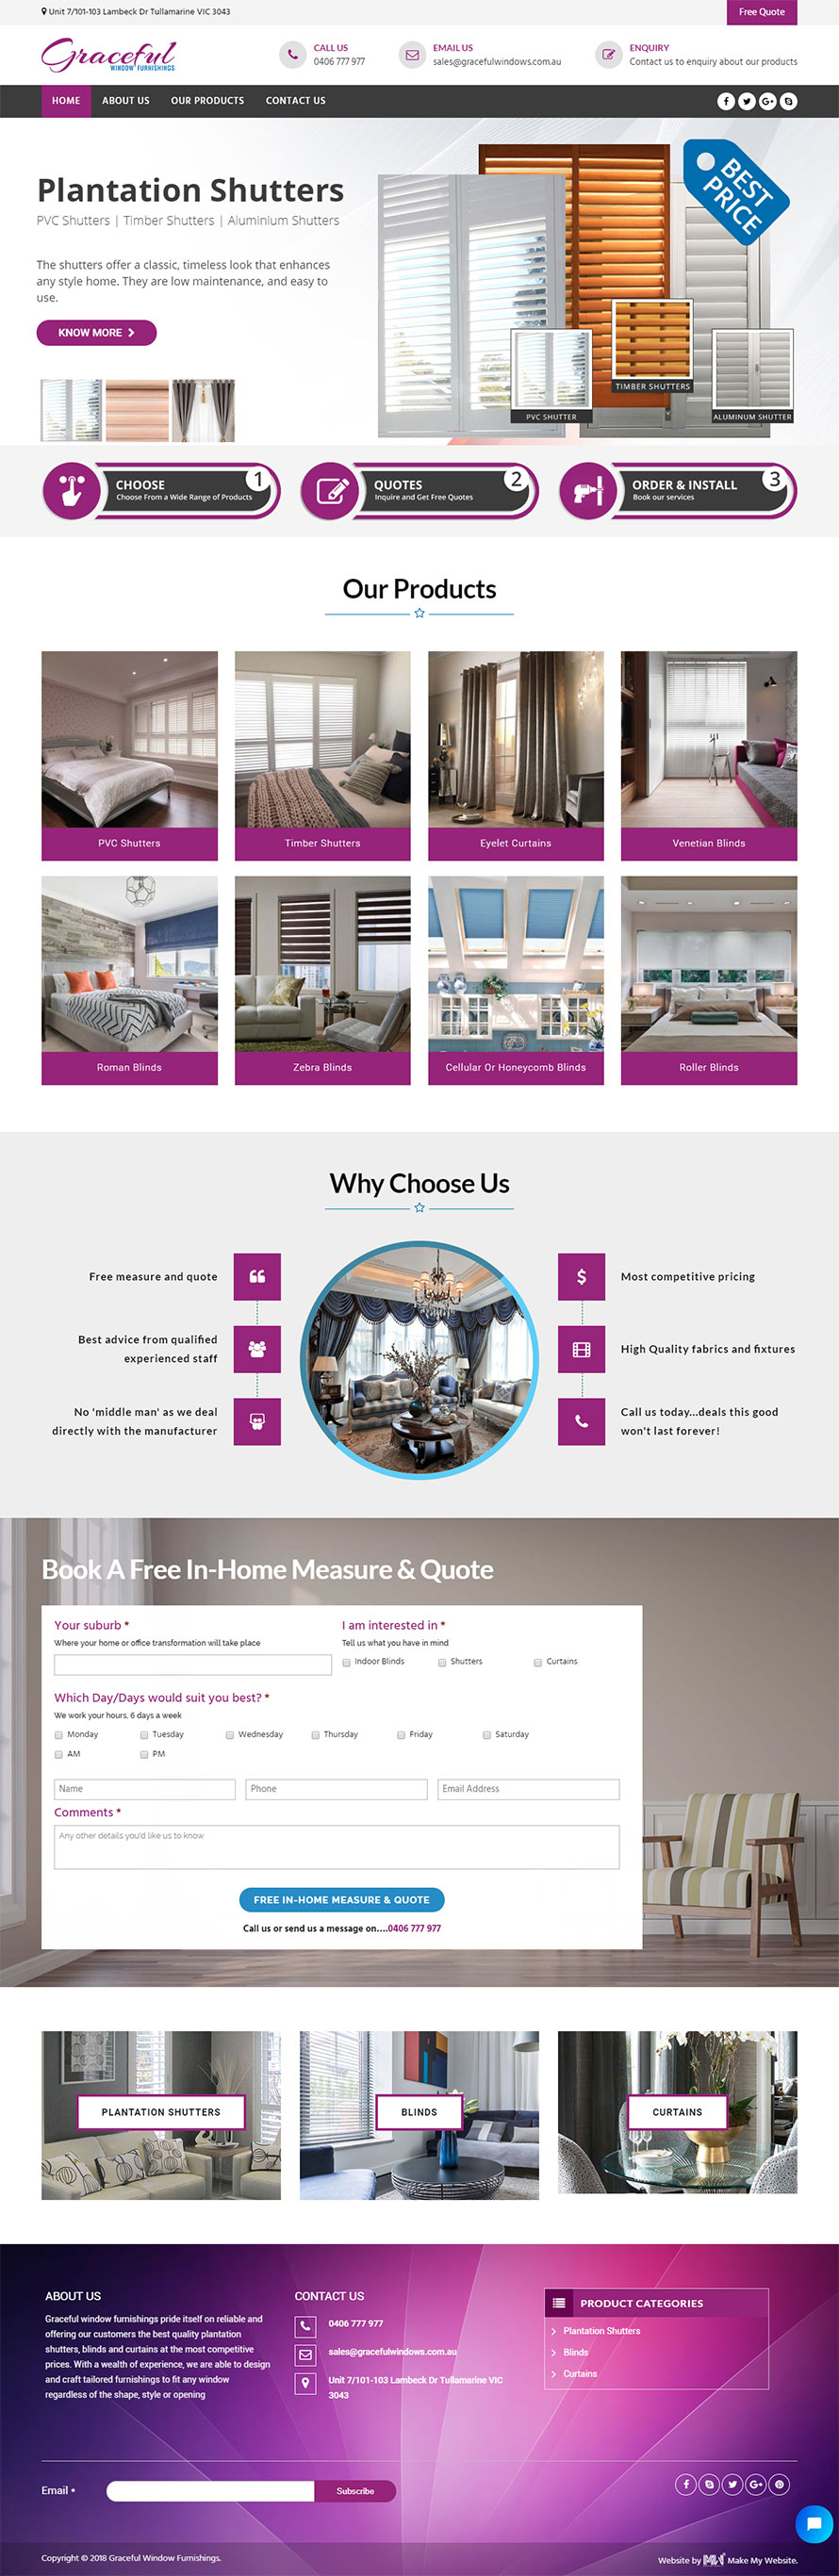 Unit 7/101-103 Lambeck Dr Tullamarine VIC 3043
Free Quote
Graceful
WINDOW FURNISHINGS
CALL US
0406 777 977
EMAIL US
sales@gracefulwindows.com.au
ENQUIRY
Contact us to enquiry about our products
HOME
ABOUT US
OUR PRODUCTS
CONTACT US
Plantation Shutters
PVC Shutters | Timber Shutters | Aluminium Shutters
The shutters offer a classic, timeless look that enhances
any style home. They are low maintenance, and easy to
use.
KNOW MORE
BEST
PRICE
PVC SHUTTER
TIMBER SHUTTERS
ALUMINUM SHUTTER
CHOOSE
Choose From a Wide Range of Products
1
QUOTES
Inquire and Get Free Quotes
2
ORDER & INSTALL
Book our services
3
Our Products
PVC Shutters
Timber Shutters
Eyelet Curtains
Venetian Blinds
Roman Blinds
Zebra Blinds
Cellular Or Honeycomb Blinds
Roller Blinds
Why Choose Us
Free measure and quote
Best advice from qualified
experienced staff
No 'middle man' as we deal
directly with the manufacturer
Most competitive pricing
High Quality fabrics and fixtures
Call us today...deals this good
won't last forever!
Book A Free In-Home Measure & Quote
Your suburb *
Where your home or office transformation will take place
I am interested in *
Tell us what you have in mind
Indoor Blinds
Shutters
Curtains
Which Day/Days would suit you best? *
We work your hours, 6 days a week
Monday
Tuesday
Wednesday
Thursday
Friday
Saturday
AM
PM
Name
Phone
Email Address
Comments *
Any other details you'd like us to know
FREE IN-HOME MEASURE & QUOTE
Call us or send us a message on....0406 777 977
PLANTATION SHUTTERS
BLINDS
CURTAINS
ABOUT US
Graceful window furnishings pride itself on reliable and
offering our customers the best quality plantation
shutters, blinds and curtains at the most competitive
prices. With a wealth of experience, we are able to design
and craft tailored furnishings to fit any window
regardless of the shape, style or opening
CONTACT US
0406 777 977
sales@gracefulwindows.com.au
Unit 7/101-103 Lambeck Dr Tullamarine VIC
3043
PRODUCT CATEGORIES
Plantation Shutters
Blinds
Curtains
Email *
Subscribe
Copyright © 2018 Graceful Window Furnishings.
Website by Make My Website.